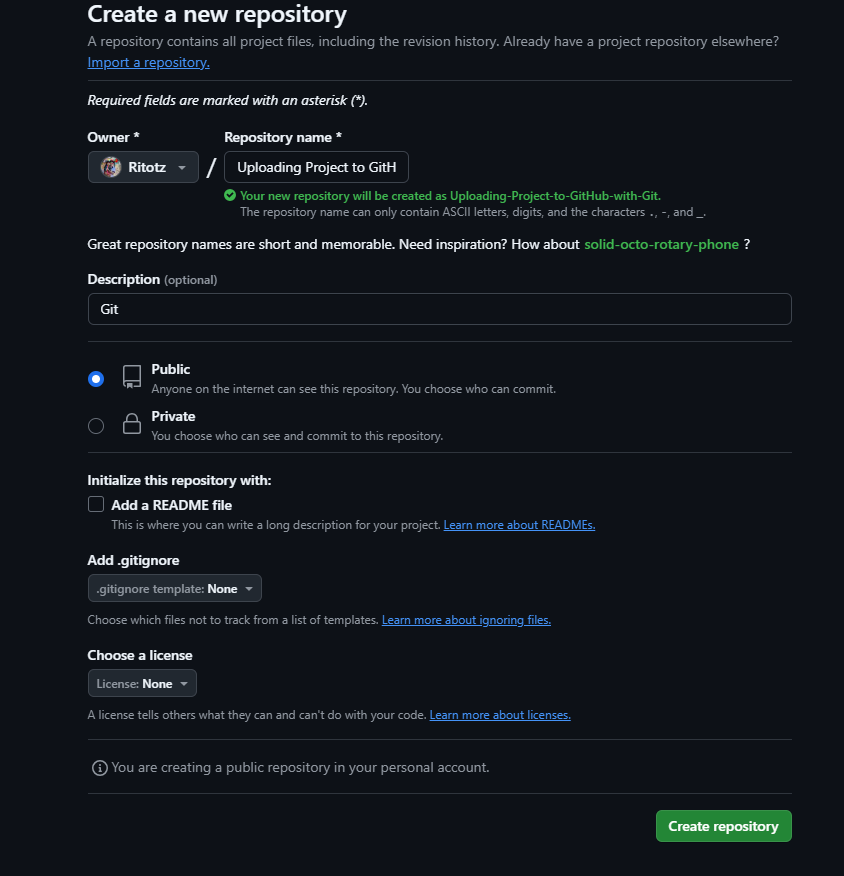 Create a new repository
A repository contains all project files, including the revision history. Already have a project repository elsewhere?
Import a repository.
Required fields are marked with an asterisk (*).
Owner * Repository name *
Ritotz / Uploading Project to GitH
Your new repository will be created as Uploading-Project-to-GitHub-with-Git.
The repository name can only contain ASCII letters, digits, and the characters ., -, and _.
Great repository names are short and memorable. Need inspiration? How about solid-octo-rotary-phone ?
Description (optional)
Git
Public
Anyone on the internet can see this repository. You choose who can commit.
Private
You choose who can see and commit to this repository.
Initialize this repository with:
Add a README file
This is where you can write a long description for your project. Learn more about READMEs.
Add .gitignore
.gitignore template: None
Choose which files not to track from a list of templates. Learn more about ignoring files.
Choose a license
License: None
A license tells others what they can and can't do with your code. Learn more about licenses.
You are creating a public repository in your personal account.
Create repository